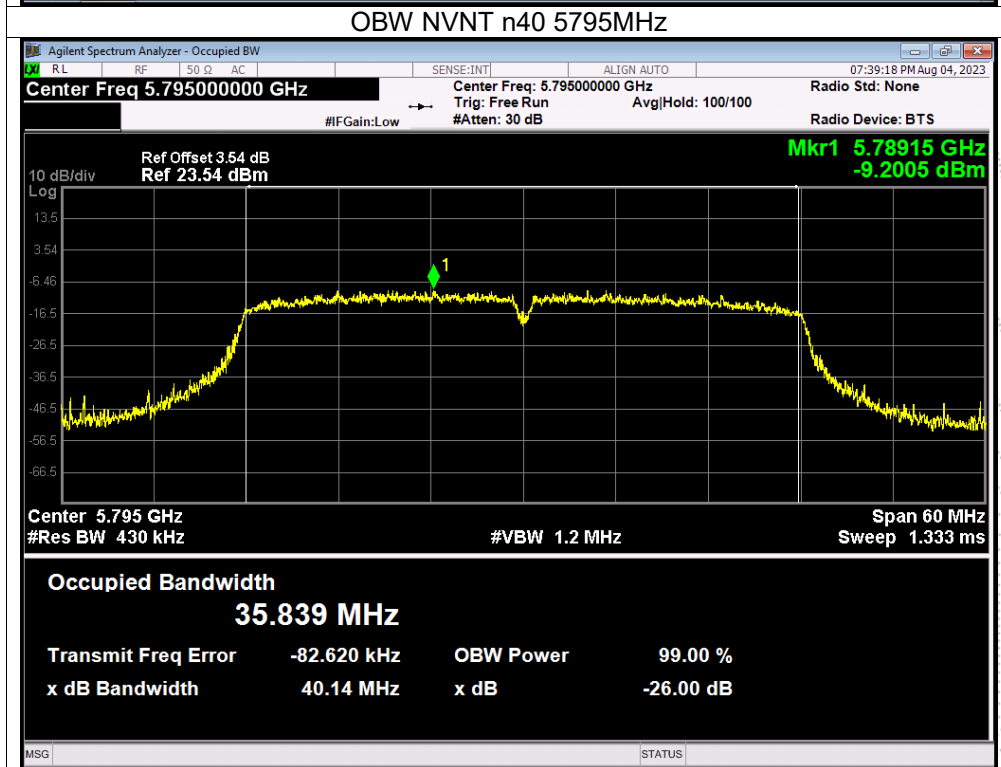 OBW NVNT n40 5795MHz
Agilent Spectrum Analyzer - Occupied BW
LXI RL RF 50 Ω AC SENSE:INT ALIGN AUTO 07:39:18 PM Aug 04, 2023
Center Freq 5.795000000 GHz Center Freq: 5.795000000 GHz Radio Std: None
Trig: Free Run Avg|Hold: 100/100
#IFGain:Low #Atten: 30 dB Radio Device: BTS
Mkr1 5.78915 GHz
-9.2005 dBm
Ref Offset 3.54 dB
10 dB/div Ref 23.54 dBm
Log
13.5
3.54
1
-6.46
-16.5
-26.5
-36.5
-46.5
-56.5
-66.5
Center 5.795 GHz Span 60 MHz
#Res BW 430 kHz #VBW 1.2 MHz Sweep 1.333 ms
Occupied Bandwidth
35.839 MHz
Transmit Freq Error -82.620 kHz OBW Power 99.00 %
x dB Bandwidth 40.14 MHz x dB -26.00 dB
MSG STATUS